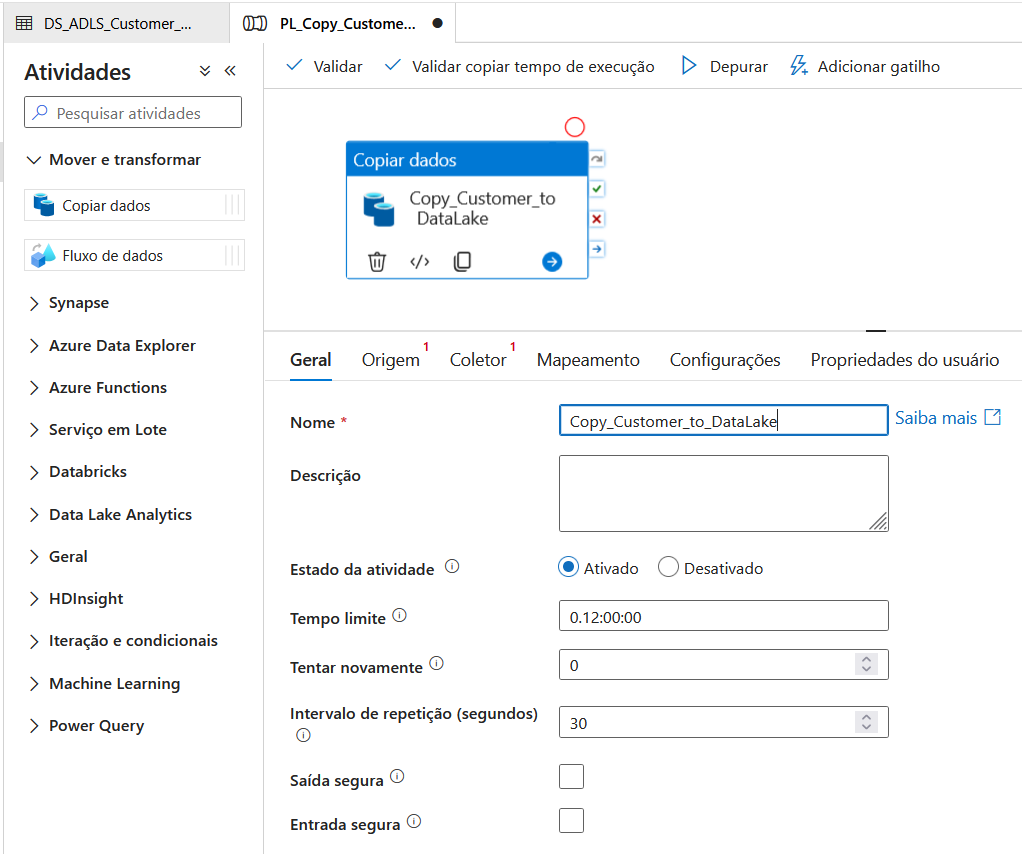 DS_ADLS_Customer_...
PL_Copy_Custome...
Atividades
Pesquisar atividades
Mover e transformar
Copiar dados
Fluxo de dados
Synapse
Azure Data Explorer
Azure Functions
Serviço em Lote
Databricks
Data Lake Analytics
Geral
HDInsight
Iteração e condicionais
Machine Learning
Power Query
Validar
Validar copiar tempo de execução
Depurar
Adicionar gatilho
Copiar dados
Copy_Customer_to
DataLake
Geral
Origem 1
Coletor 1
Mapeamento
Configurações
Propriedades do usuário
Nome *
Copy_Customer_to_DataLake
Saiba mais
Descrição
Estado da atividade
Ativado
Desativado
Tempo limite
0.12:00:00
Tentar novamente
0
Intervalo de repetição (segundos)
30
Saída segura
Entrada segura